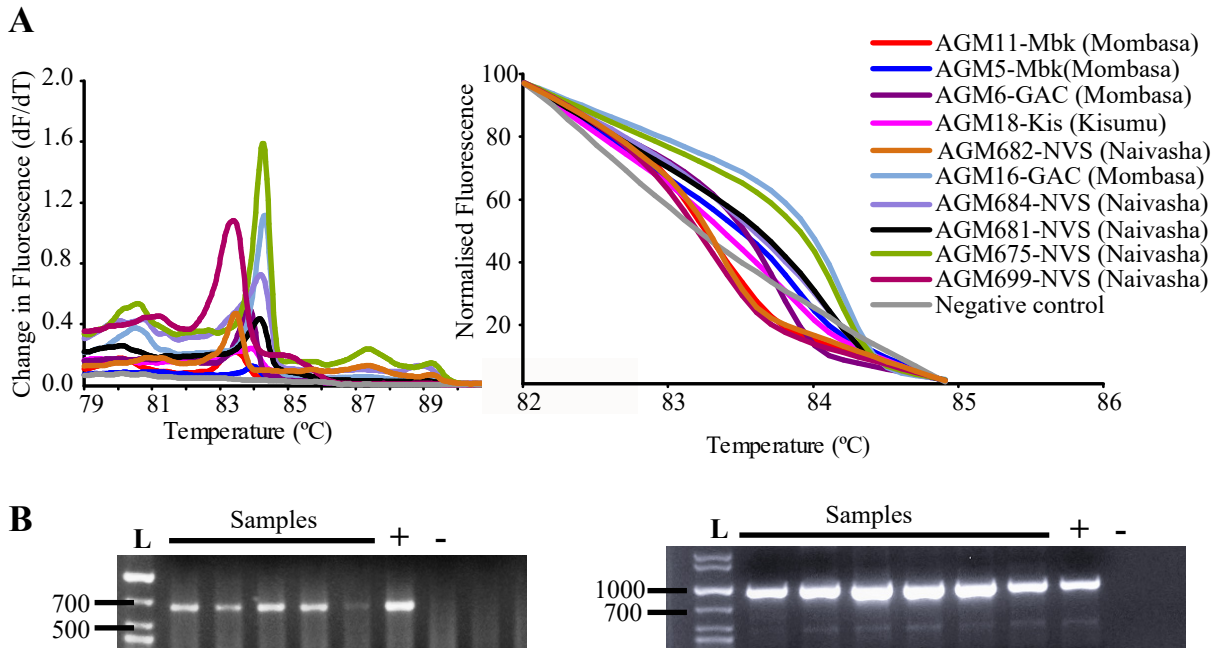 A
Change in Fluorescence (dF/dT)
2.0
1.6
1.2
0.8
0.4
0.0
79 81 83 85 87 89
Temperature (ºC)
Normalised Fluorescence
100
80
60
40
20
82 83 84 85 86
Temperature (ºC)
AGM11-Mbk (Mombasa)
AGM5-Mbk(Mombasa)
AGM6-GAC (Mombasa)
AGM18-Kis (Kisumu)
AGM682-NVS (Naivasha)
AGM16-GAC (Mombasa)
AGM684-NVS (Naivasha)
AGM681-NVS (Naivasha)
AGM675-NVS (Naivasha)
AGM699-NVS (Naivasha)
Negative control
B
L Samples + -
700
500
L Samples + -
1000
700